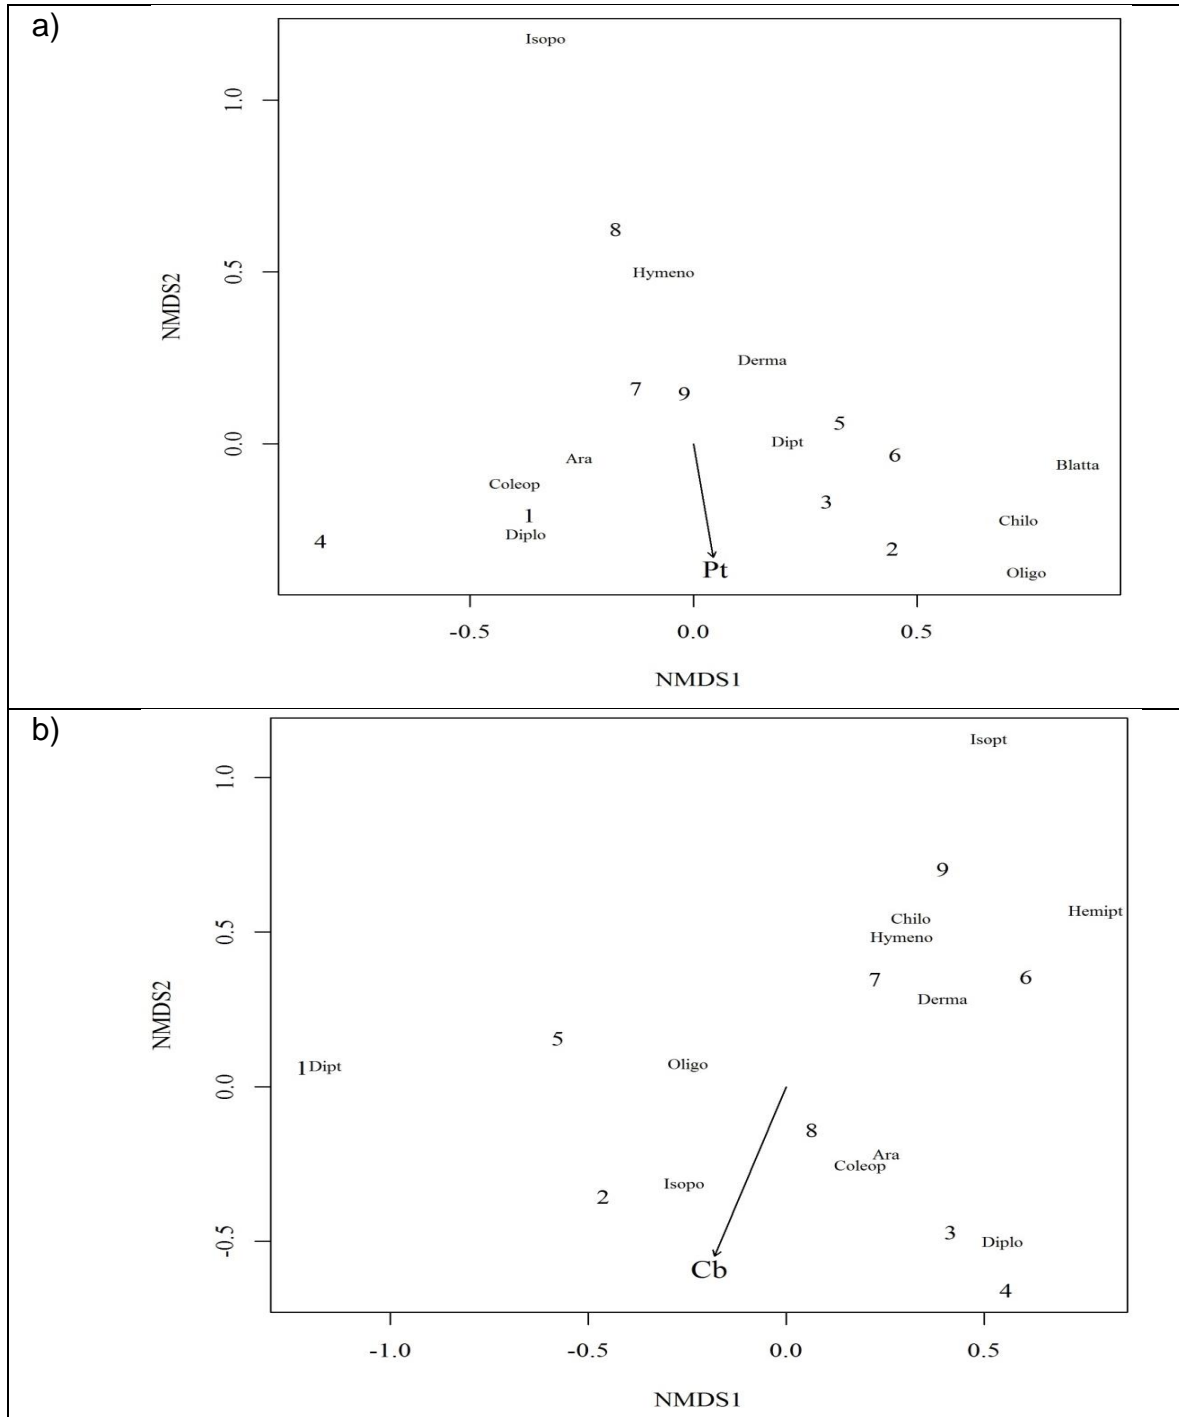 a)
Isopo
1.0
8
0.5
Hymeno
NMDS2
Derma
7
9
5
0.0
Dipt
6
Ara
Blatta
Coleop
3
1
Chilo
Diplo
4
2
Pt
Oligo
-0.5
0.0
0.5
NMDS1
b)
Isopt
1.0
9
Hemipt
Chilo
0.5
Hymeno
7
6
Derma
NMDS2
5
1
Dipt
Oligo
0.0
8
Ara
Coleop
Isopo
2
-0.5
3
Diplo
Cb
4
-1.0
-0.5
0.0
0.5
NMDS1